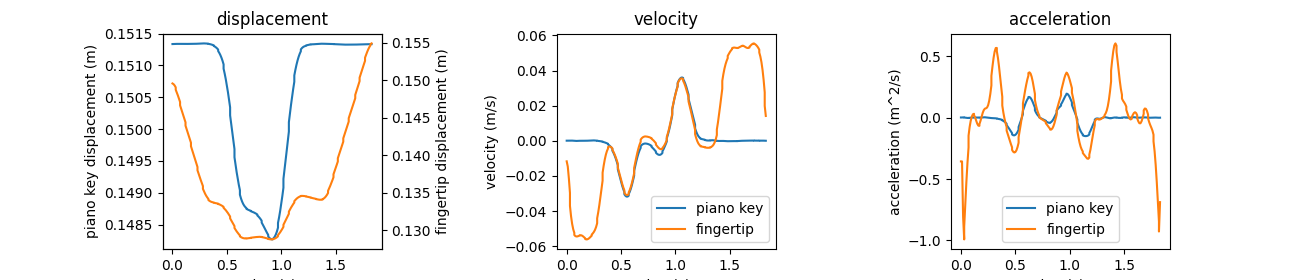 displacement
velocity
acceleration
piano key displacement (m)
0.1515
0.1510
0.1505
0.1500
0.1495
0.1490
0.1485
0.0 0.5 1.0 1.5
0.155
0.150
0.145
0.140
0.135
0.130
fingertip displacement (m)
velocity (m/s)
0.06
0.04
0.02
0.00
−0.02
−0.04
−0.06
0.0 0.5 1.0 1.5
piano key
fingertip
acceleration (m^2/s)
0.5
0.0
−0.5
−1.0
0.0 0.5 1.0 1.5
piano key
fingertip